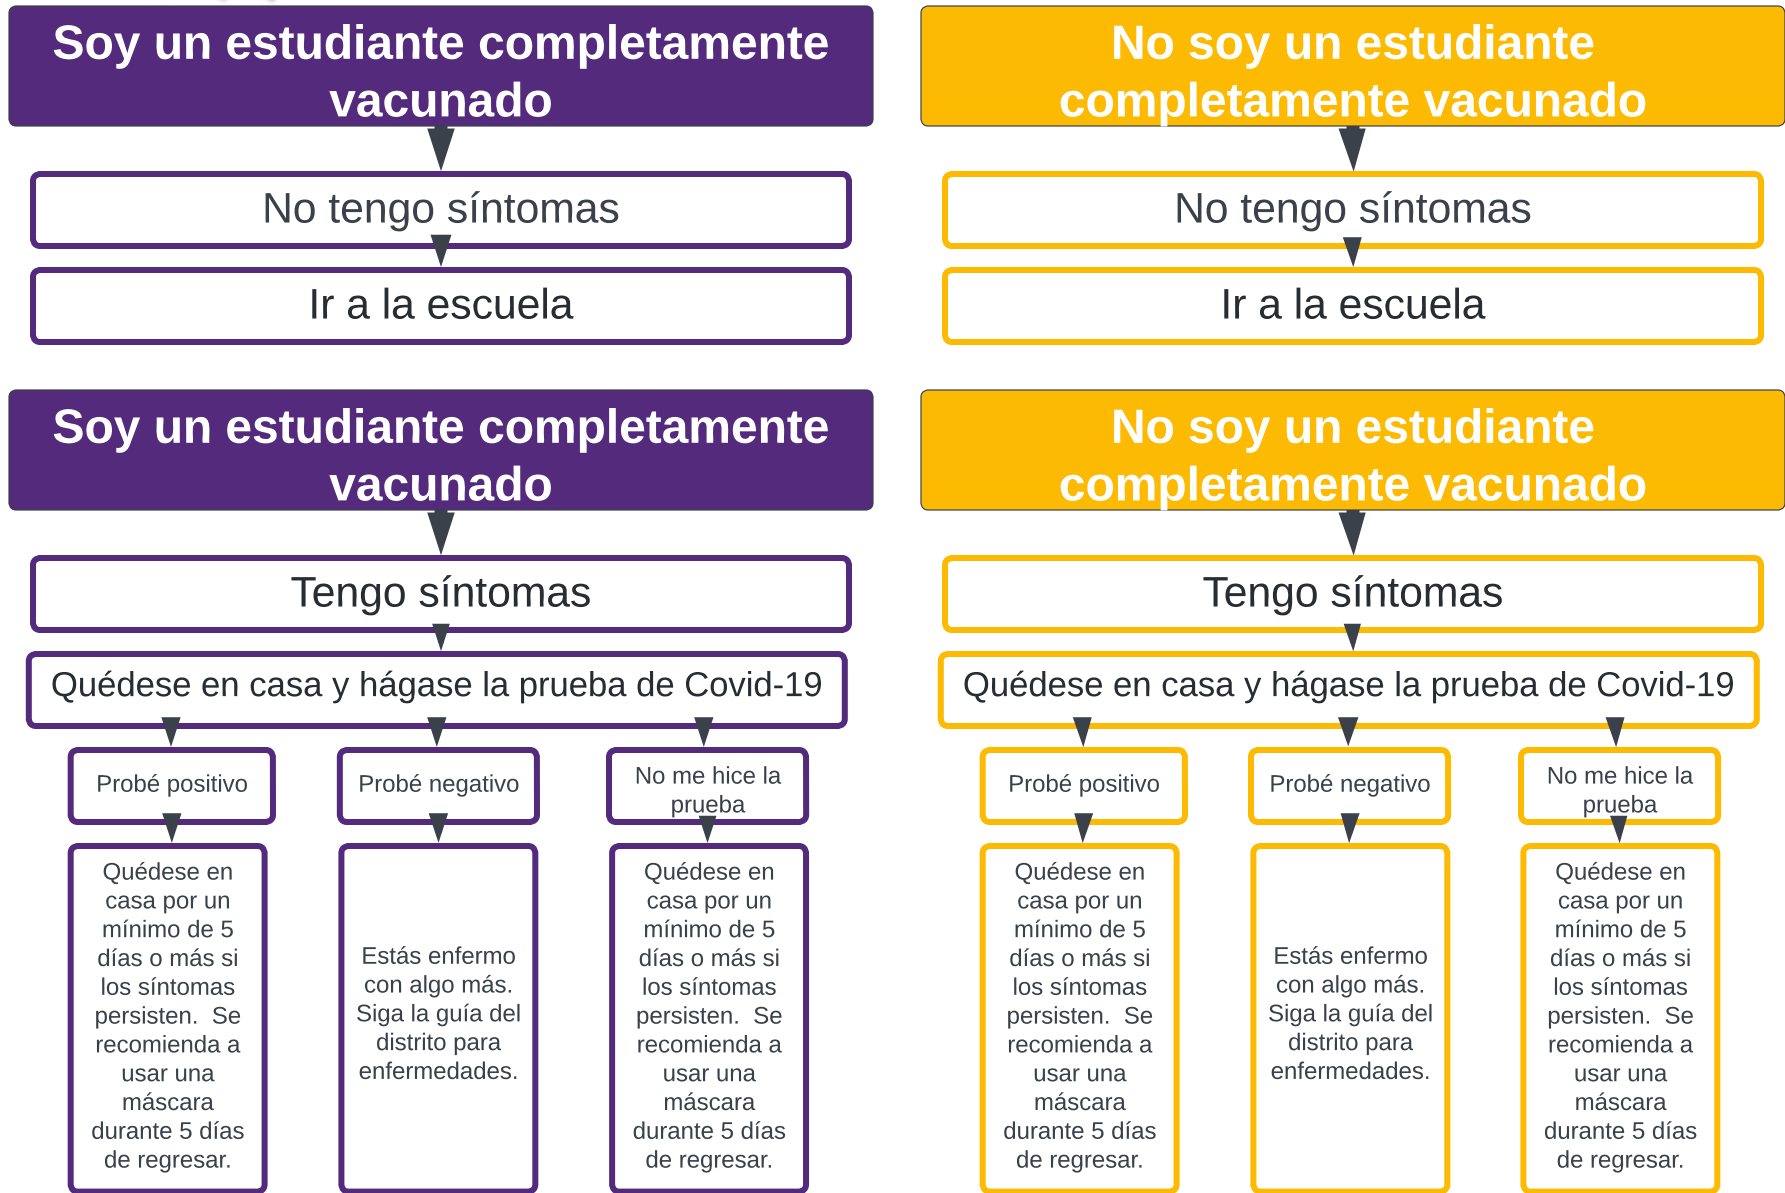 Soy un estudiante completamente
vacunado
No tengo síntomas
Ir a la escuela
No soy un estudiante
completamente vacunado
No tengo síntomas
Ir a la escuela
Soy un estudiante completamente
vacunado
Tengo síntomas
Quédese en casa y hágase la prueba de Covid-19
Probé positivo
Quédese en
casa por un
mínimo de 5
días o más si
los síntomas
persisten.  Se
recomienda a
usar una
máscara
durante 5 días
de regresar.
Probé negativo
Estás enfermo
con algo más.
Siga la guía del
distrito para
enfermedades.
No me hice la
prueba
Quédese en
casa por un
mínimo de 5
días o más si
los síntomas
persisten.  Se
recomienda a
usar una
máscara
durante 5 días
de regresar.
No soy un estudiante
completamente vacunado
Tengo síntomas
Quédese en casa y hágase la prueba de Covid-19
Probé positivo
Quédese en
casa por un
mínimo de 5
días o más si
los síntomas
persisten.  Se
recomienda a
usar una
máscara
durante 5 días
de regresar.
Probé negativo
Estás enfermo
con algo más.
Siga la guía del
distrito para
enfermedades.
No me hice la
prueba
Quédese en
casa por un
mínimo de 5
días o más si
los síntomas
persisten.  Se
recomienda a
usar una
máscara
durante 5 días
de regresar.